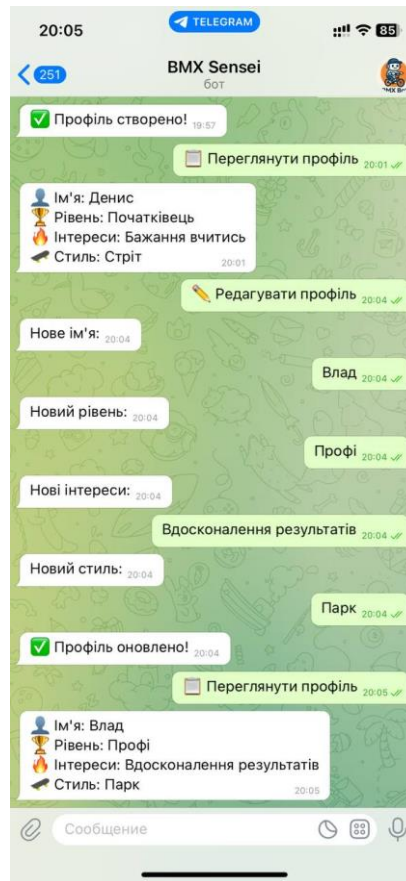 20:05
TELEGRAM
85
251
BMX Sensei
бот
Профіль створено! 19:57
Переглянути профіль 20:01
Ім'я: Денис
Рівень: Початківець
Інтереси: Бажання вчитись
Стиль: Стріт
20:01
Редагувати профіль 20:04
Нове ім'я: 20:04
Влад 20:04
Новий рівень: 20:04
Профі 20:04
Нові інтереси: 20:04
Вдосконалення результатів 20:04
Новий стиль: 20:04
Парк 20:04
Профіль оновлено! 20:04
Переглянути профіль 20:05
Ім'я: Влад
Рівень: Профі
Інтереси: Вдосконалення результатів
Стиль: Парк
20:05
Сообщение